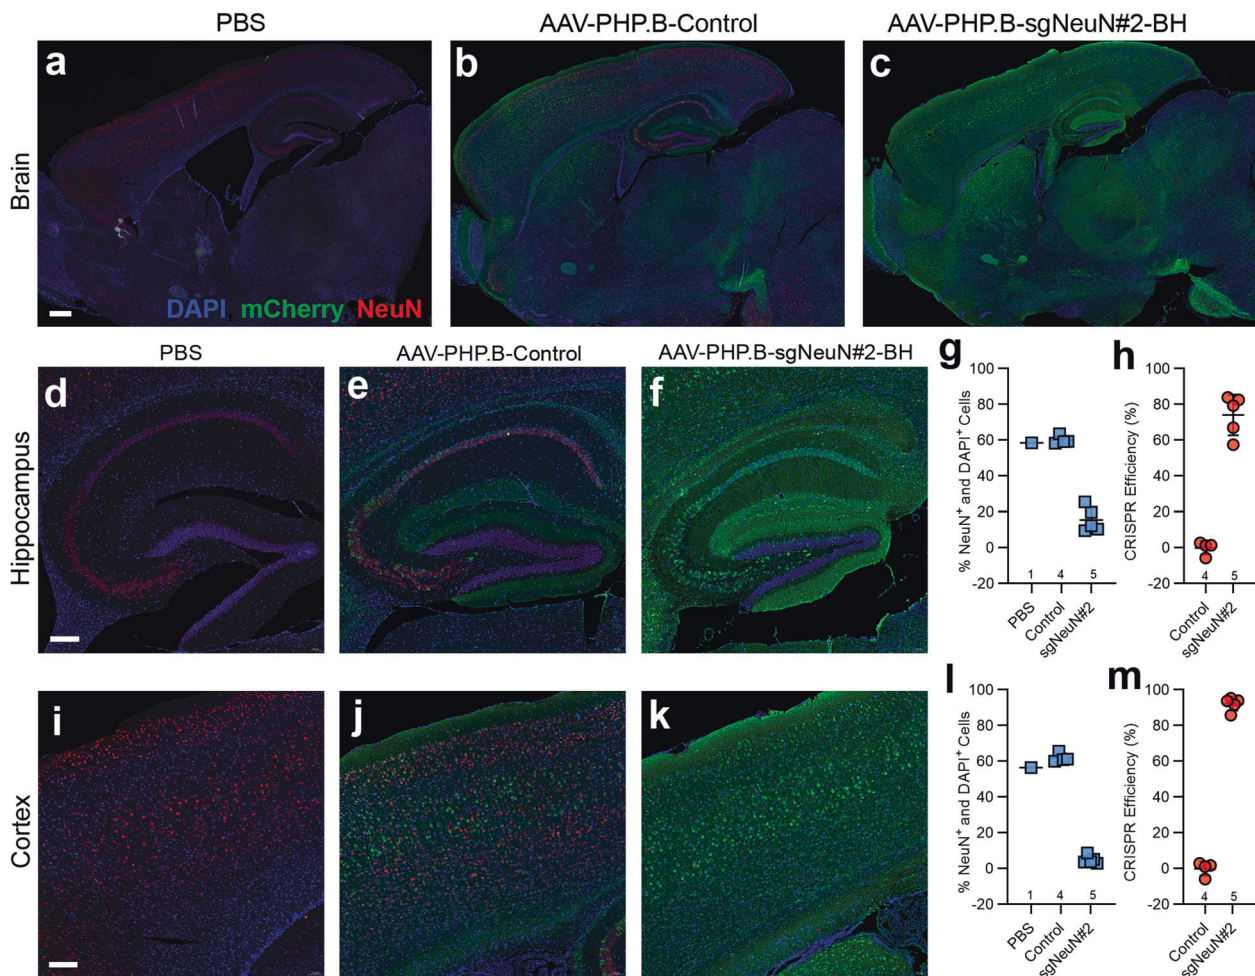 PBS
AAV-PHP.B-Control
AAV-PHP.B-sgNeuN#2-BH
Brain
a
b
c
DAPI mCherry NeuN
PBS
AAV-PHP.B-Control
AAV-PHP.B-sgNeuN#2-BH
Hippocampus
d
e
f
g
% NeuN⁺ and DAPI⁺ Cells
100
80
60
40
20
0
-20
1
4
5
PBS
Control
sgNeuN#2
h
CRISPR Efficiency (%)
100
80
60
40
20
0
-20
4
5
Control
sgNeuN#2
Cortex
i
j
k
l
% NeuN⁺ and DAPI⁺ Cells
100
80
60
40
20
0
-20
1
4
5
PBS
Control
sgNeuN#2
m
CRISPR Efficiency (%)
100
80
60
40
20
0
-20
4
5
Control
sgNeuN#2